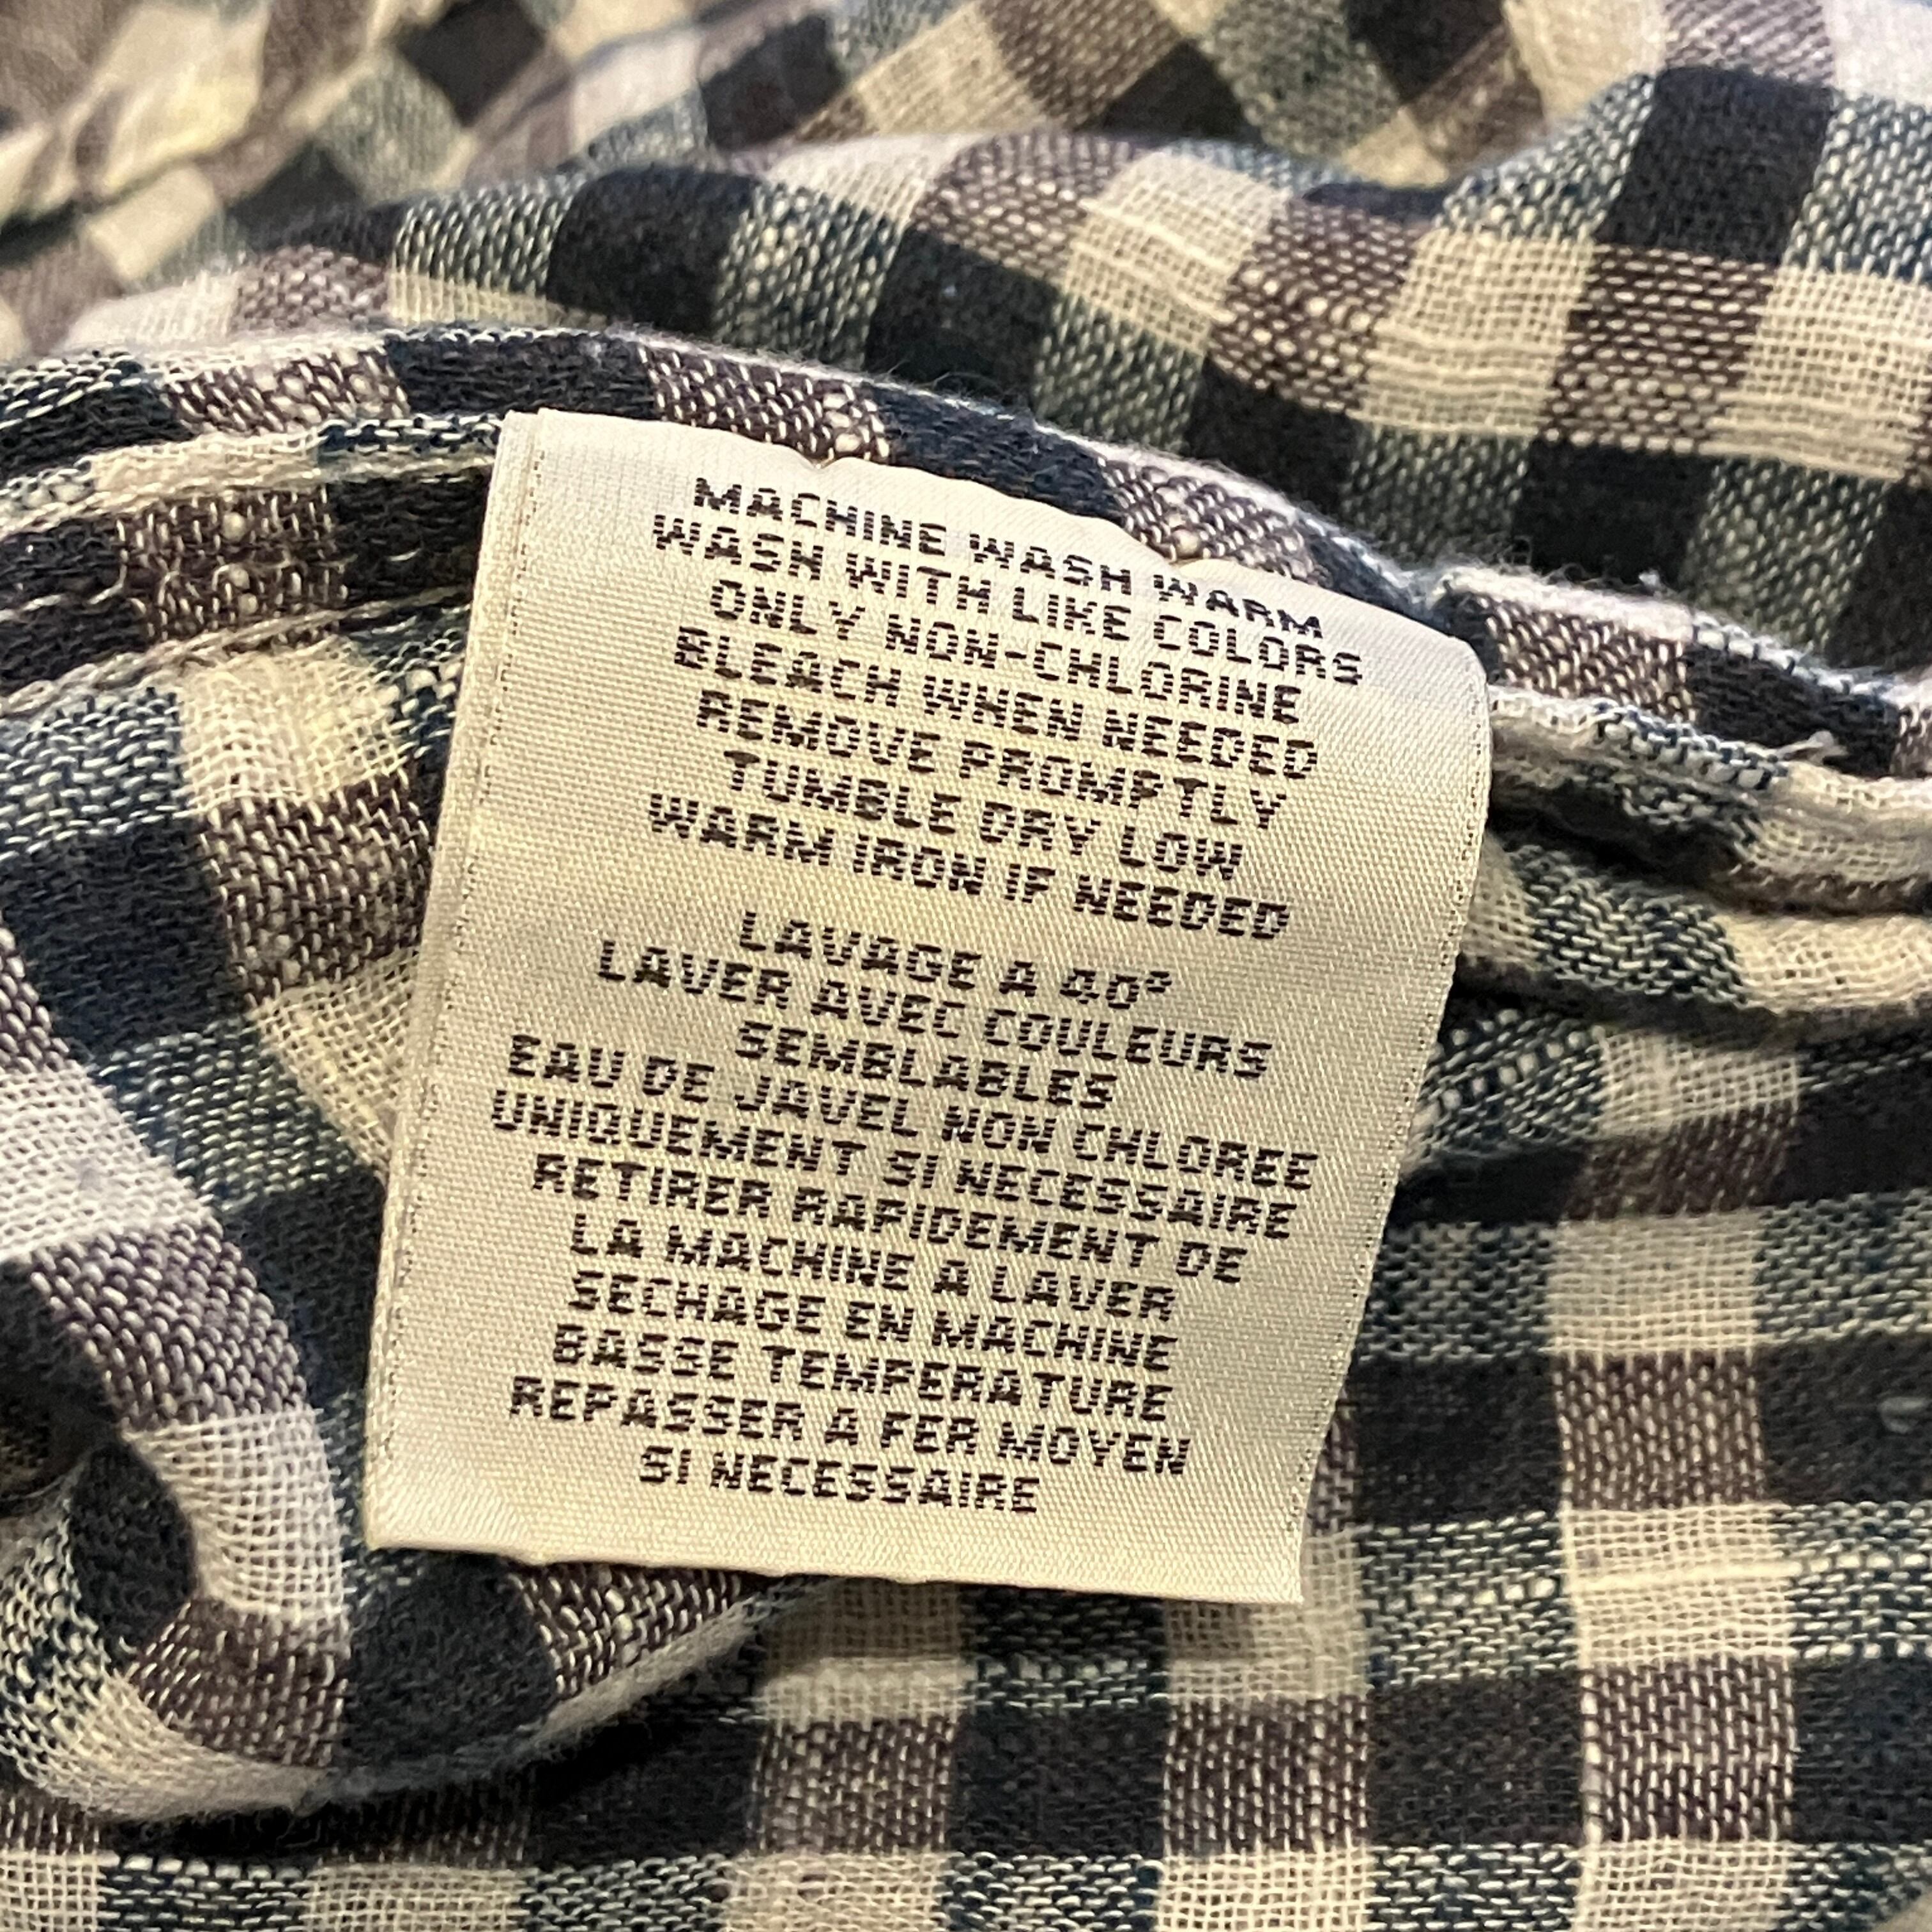 MACHINE WASH WARM
WASH WITH LIKE COLORS
ONLY NON-CHLORINE
BLEACH WHEN NEEDED
REMOVE PROMPTLY
TUMBLE DRY LOW
WARM IRON IF NEEDED
LAVAGE A 40°
LAVER AVEC COULEURS
SEMBLABLES
EAU DE JAVEL NON CHLOREE
UNIQUEMENT SI NECESSAIRE
RETIRER RAPIDEMENT DE
LA MACHINE A LAVER
SECHAGE EN MACHINE
BASSE TEMPERATURE
REPASSER A FER MOYEN
SI NECESSAIRE